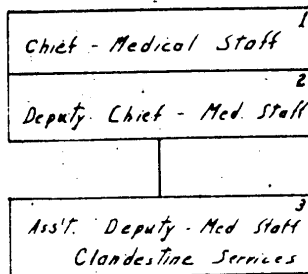 1
Chief - Medical Staff
2
Deputy Chief - Med. Staff
3
Ass't. Deputy - Med Staff
Clandestine Services